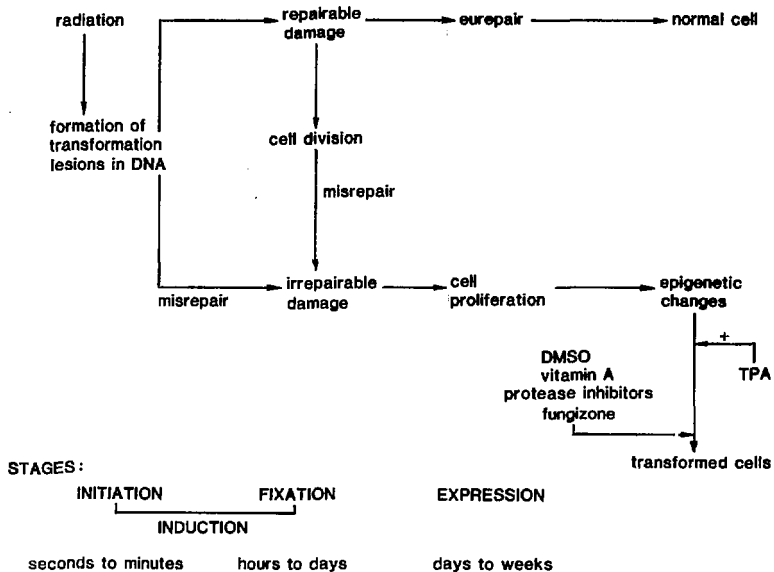 radiation
repairable
damage
eurepair
normal cell
formation of
transformation
lesions in DNA
cell division
misrepair
misrepair
irrepairable
damage
cell
proliferation
epigenetic
changes
+
TPA
DMSO
vitamin A
protease inhibitors
fungizone
transformed cells
STAGES:
INITIATION FIXATION EXPRESSION
INDUCTION
seconds to minutes hours to days days to weeks